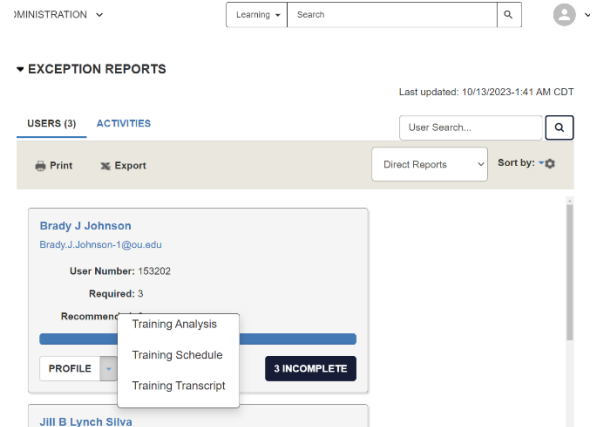 MINISTRATION
Learning Search
EXCEPTION REPORTS
Last updated: 10/13/2023-1:41 AM CDT
USERS (3) ACTIVITIES
User Search...
Print Export
Direct Reports
Sort by:
Brady J Johnson
Brady.J.Johnson-1@ou.edu
User Number: 153202
Required: 3
Training Analysis
Training Schedule
PROFILE
3 INCOMPLETE
Training Transcript
Jill B Lynch Silva